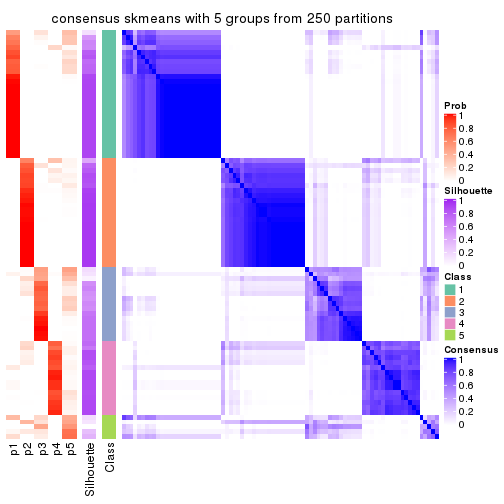 consensus skmeans with 5 groups from 250 partitions
Prob
1
0.8
0.6
0.4
0.2
0
Silhouette
1
0.8
0.6
0.4
0.2
0
Class
1
2
3
4
5
Consensus
1
0.8
0.6
0.4
0.2
0
p1
p2
p3
p4
p5
Silhouette
Class